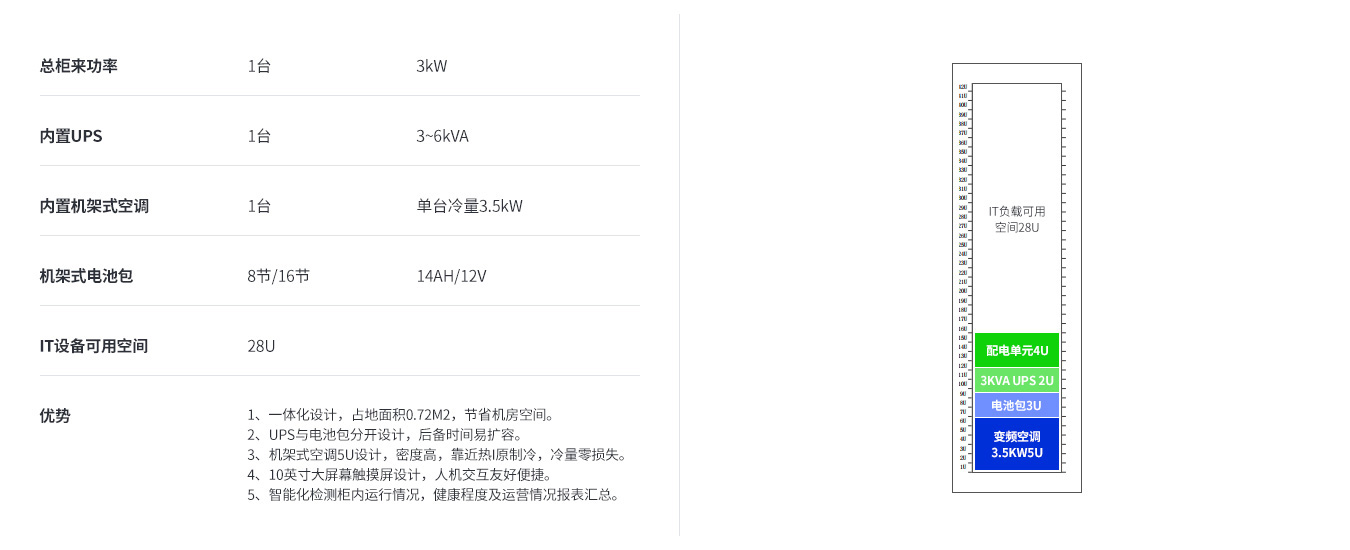 总柜来功率 1台 3kW
内置UPS 1台 3~6kVA
内置机架式空调 1台 单台冷量3.5kW
机架式电池包 8节/16节 14AH/12V
IT设备可用空间 28U
优势 1、一体化设计，占地面积0.72M2，节省机房空间。
2、UPS与电池包分开设计，后备时间易扩容。
3、机架式空调5U设计，密度高，靠近热I原制冷，冷量零损失。
4、10英寸大屏幕触摸屏设计，人机交互友好便捷。
5、智能化检测柜内运行情况，健康程度及运营情况报表汇总。
42U
41U
40U
39U
38U
37U
36U
35U
34U
33U
32U
31U
30U
29U
28U
27U
26U
25U
24U
23U
22U
21U
20U
19U
18U
17U
16U
15U
14U
13U
12U
11U
10U
9U
8U
7U
6U
5U
4U
3U
2U
1U
IT负载可用
空间28U
配电单元4U
3KVA UPS 2U
电池包3U
变频空调
3.5KW5U